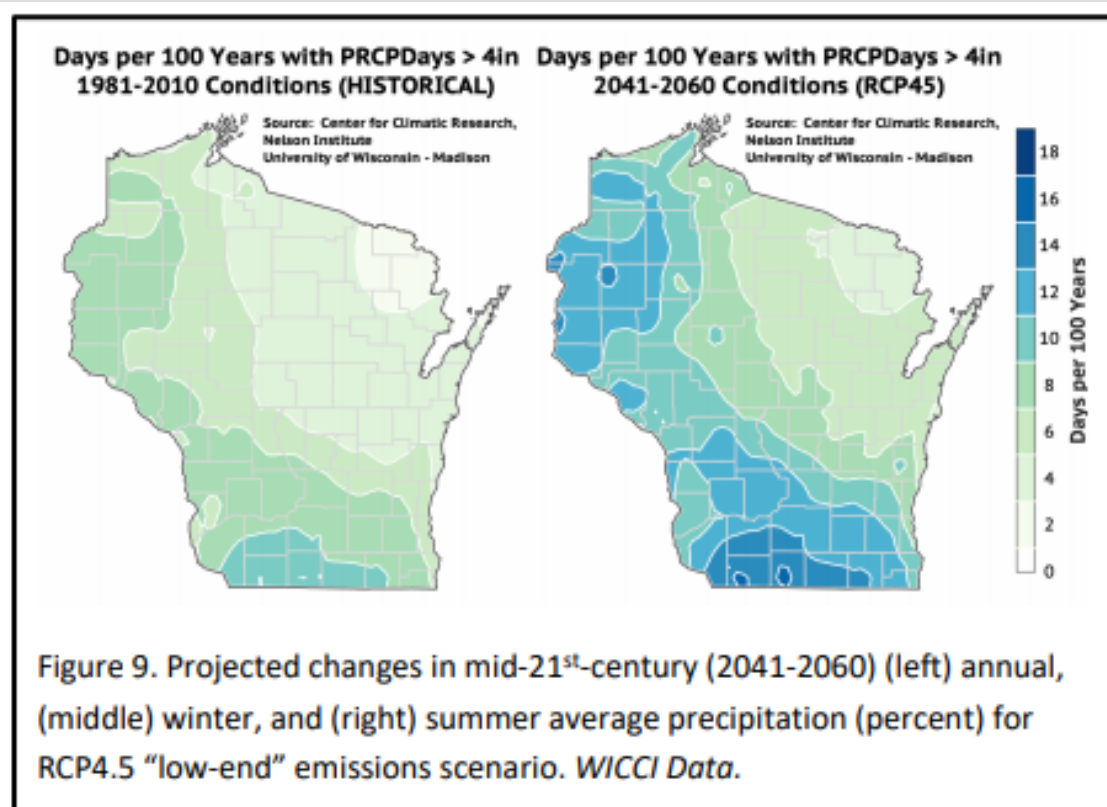 Days per 100 Years with PRCPDays > 4in
1981-2010 Conditions (HISTORICAL)
Source: Center for Climatic Research,
Nelson Institute
University of Wisconsin - Madison
Days per 100 Years with PRCPDays > 4in
2041-2060 Conditions (RCP45)
Source: Center for Climatic Research,
Nelson Institute
University of Wisconsin - Madison
18
16
14
12
10
8
6
4
2
0
Days per 100 Years
Figure 9. Projected changes in mid-21st-century (2041-2060) (left) annual,
(middle) winter, and (right) summer average precipitation (percent) for
RCP4.5 “low-end” emissions scenario. WICCI Data.